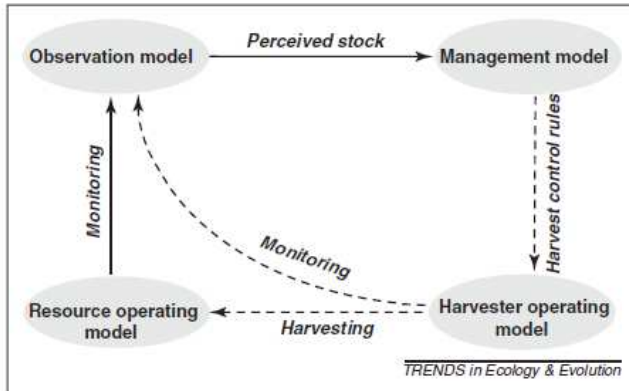 Perceived stock
Observation model
Management model
Monitoring
Harvest control rules
Monitoring
Resource operating
model
Harvesting
Harvester operating
model
TRENDS in Ecology & Evolution